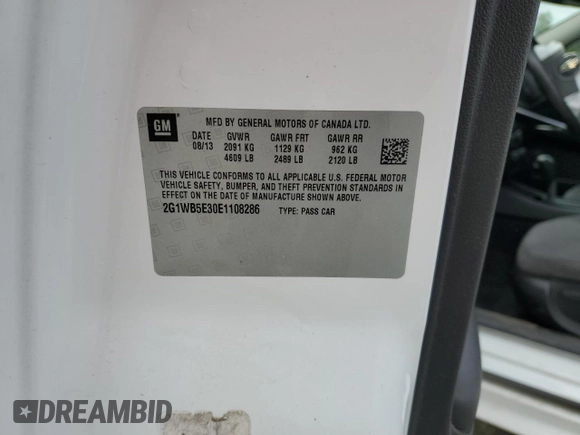 GM
MFD BY GENERAL MOTORS OF CANADA LTD.
DATE GVWR GAWR FRT GAWR RR
08/13 2091 KG 1129 KG 962 KG
4609 LB 2489 LB 2120 LB
THIS VEHICLE CONFORMS TO ALL APPLICABLE U.S. FEDERAL MOTOR
VEHICLE SAFETY, BUMPER, AND THEFT PREVENTION STANDARDS IN
EFFECT ON THE DATE OF MANUFACTURE SHOWN ABOVE.
2G1WB5E30E1108286 TYPE: PASS CAR
DREAMBID